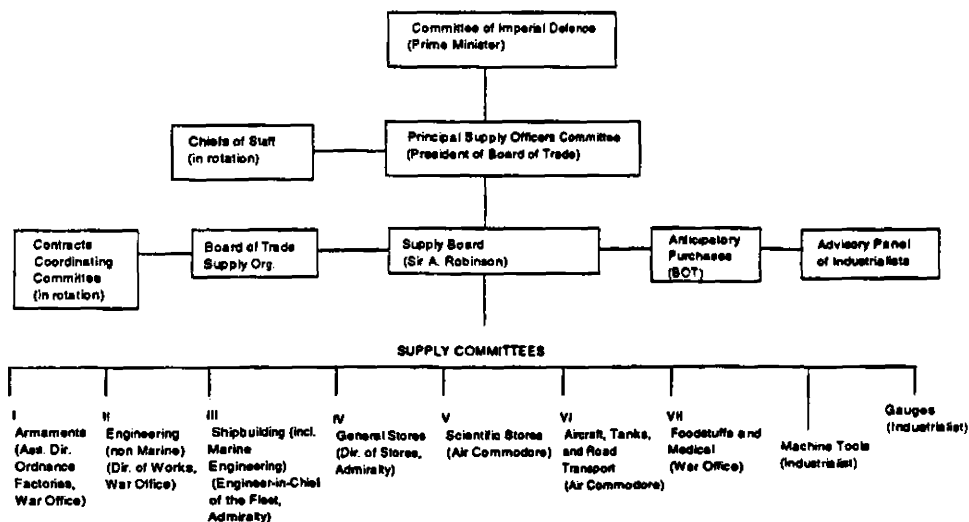 Committee of Imperial Defence
(Prime Minister)
Chiefs of Staff
(in rotation)
Principal Supply Officers Committee
(President of Board of Trade)
Contracts
Coordinating
Committee
(in rotation)
Board of Trade
Supply Org.
Supply Board
(Sir A. Robinson)
Anticipatory
Purchases
(BOT)
Advisory Panel
of Industrialists
SUPPLY COMMITTEES
I
Armaments
(Ass. Dir.
Ordnance
Factories,
War Office)
II
Engineering
(non Marine)
(Dir. of Works,
War Office)
III
Shipbuilding (incl.
Marine
Engineering)
(Engineer-in-Chief
of the Fleet,
Admiralty)
IV
General Stores
(Dir. of Stores,
Admiralty)
V
Scientific Stores
(Air Commodore)
VI
Aircraft, Tanks,
and Road
Transport
(Air Commodore)
VII
Foodstuffs and
Medical
(War Office)
Machine Tools
(Industrialist)
Gauges
(Industrialist)